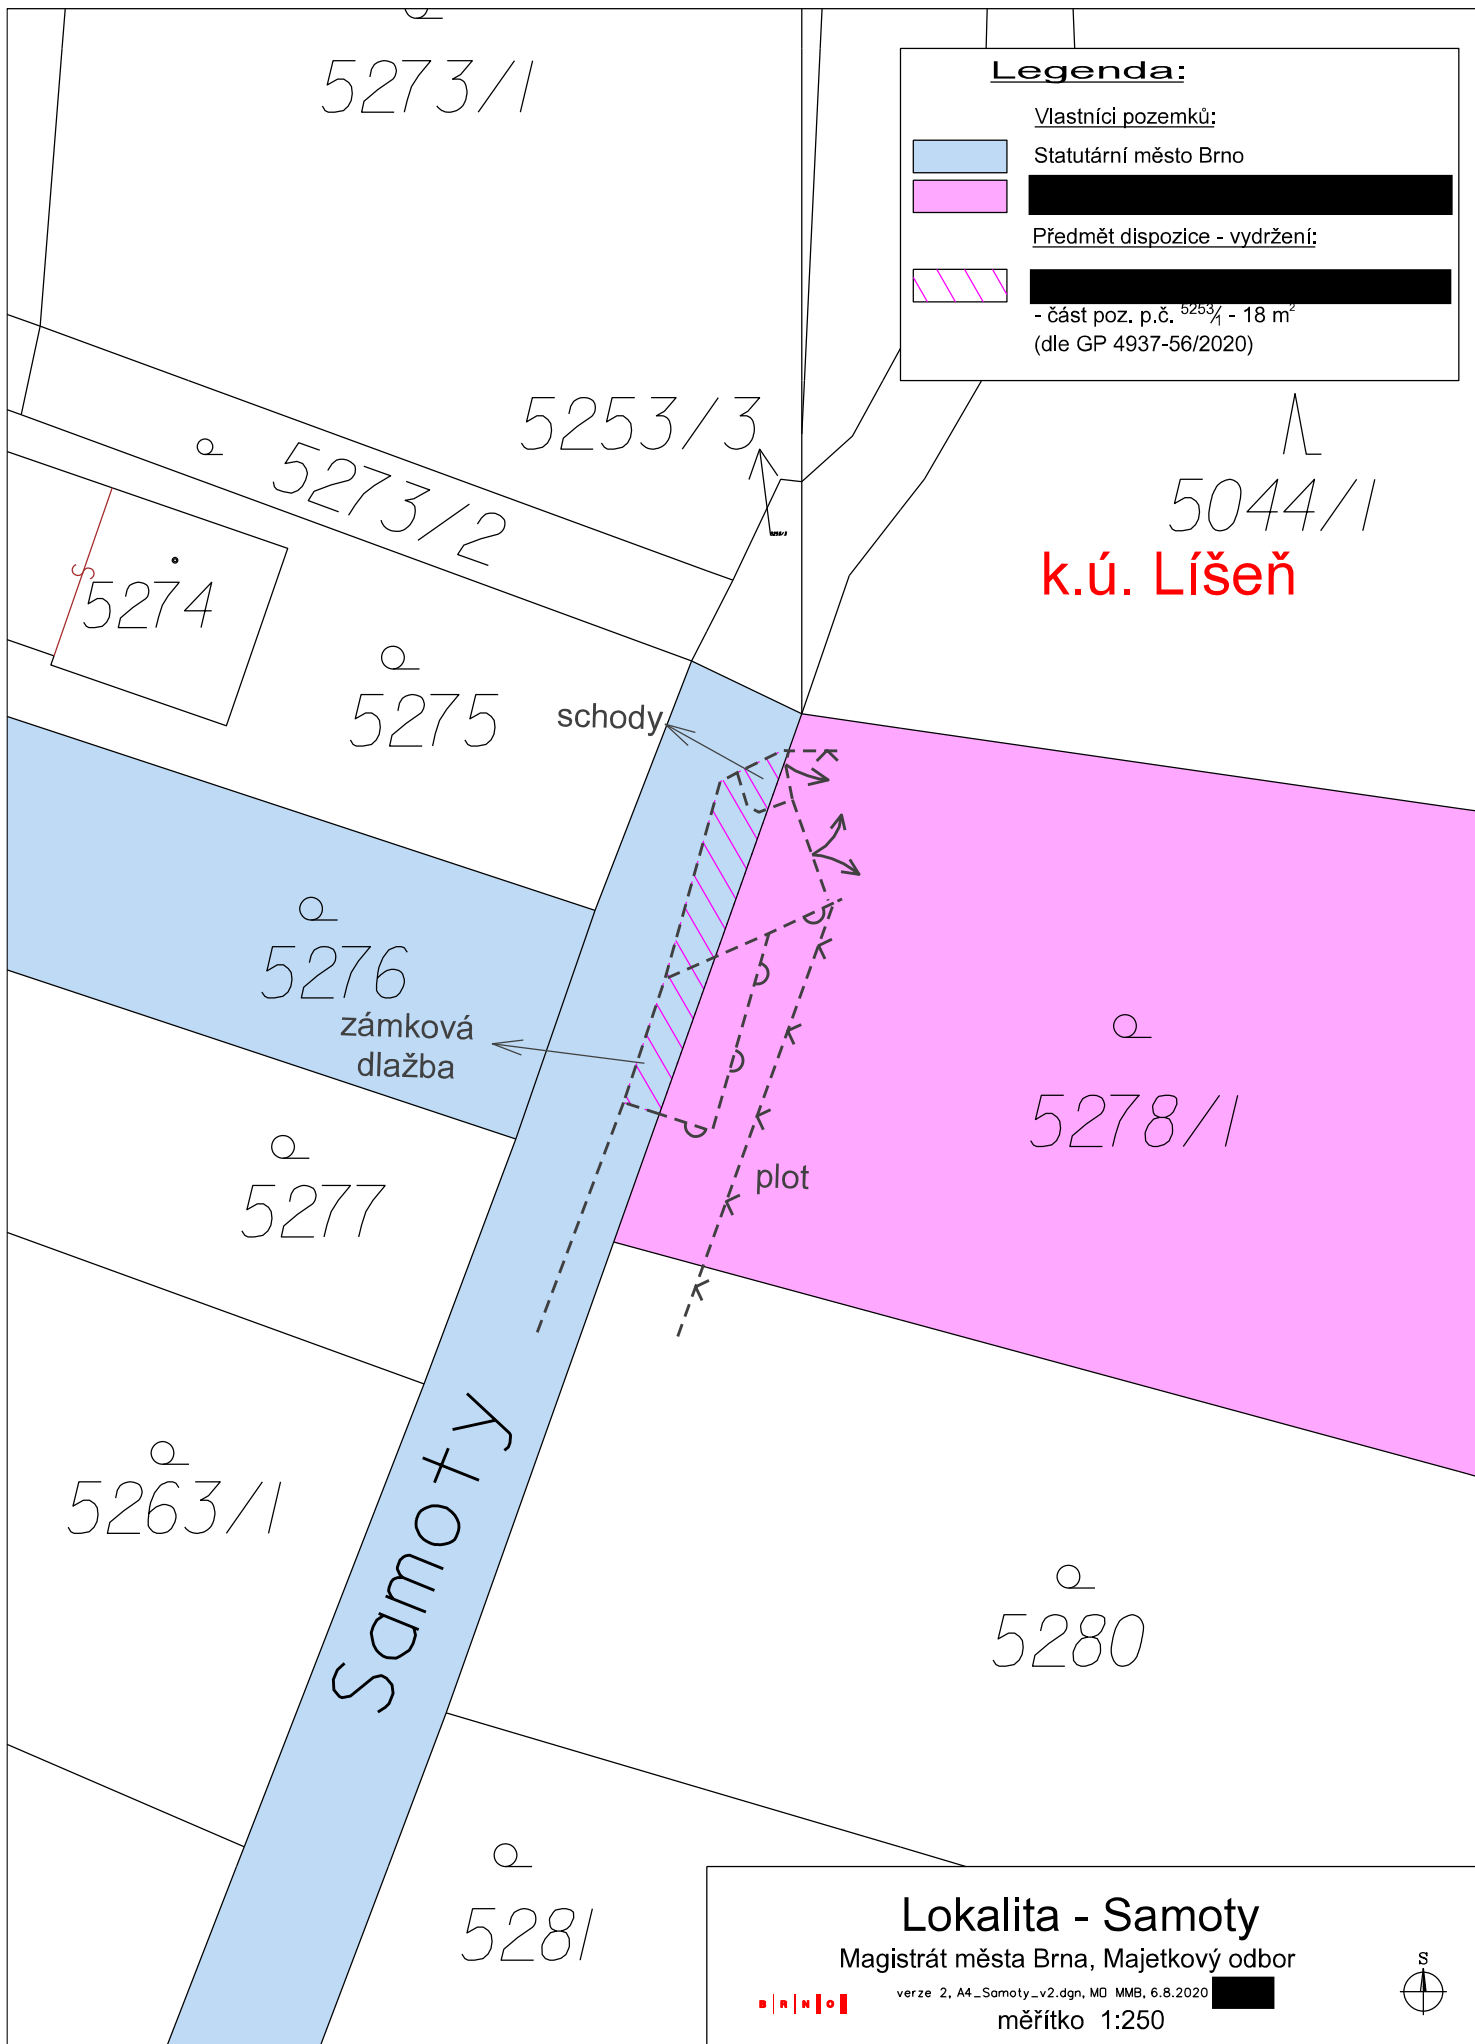 5273/1
Legenda:
Vlastníci pozemků:
Statutární město Brno
Předmět dispozice - vydržení:
- část poz. p.č. 5253/1 - 18 m²
(dle GP 4937-56/2020)
5253/3
5273/2
5044/1
k.ú. Líšeň
S
5274
5275
schody
5276
zámková
dlažba
5278/1
5277
plot
Samoty
5263/1
5280
5281
Lokalita - Samoty
Magistrát města Brna, Majetkový odbor
verze 2, A4_Samoty_v2.dgn, MO MMB, 6.8.2020
BRNO
měřítko 1:250
S